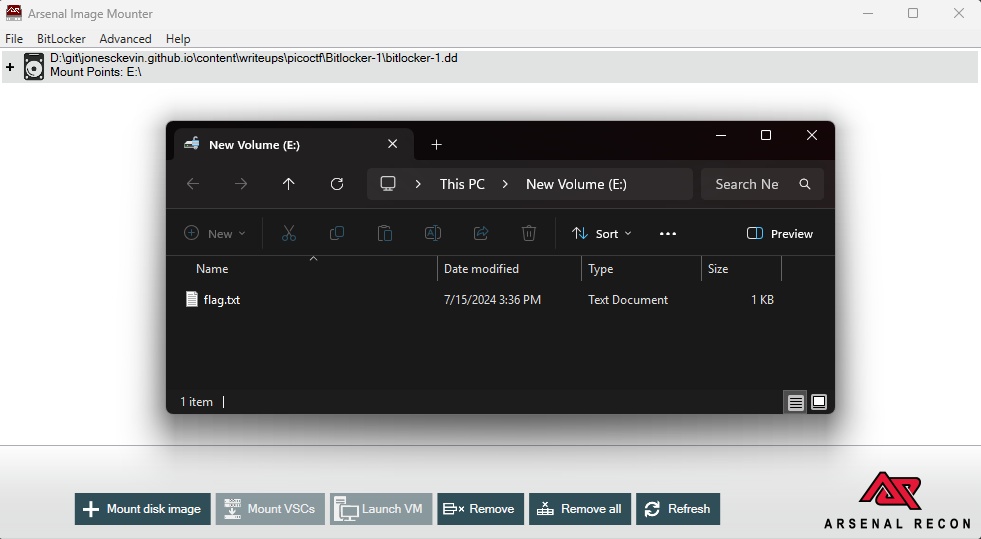 Arsenal Image Mounter
File BitLocker Advanced Help
D:\git\jonesckevin.github.io\content\writeups\picoctf\Bitlocker-1\bitlocker-1.dd
Mount Points: E:\
New Volume (E:)
This PC > New Volume (E:) Search Ne
New Sort Preview
Name Date modified Type Size
flag.txt 7/15/2024 3:36 PM Text Document 1 KB
1 item
Mount disk image Mount VSCs Launch VM Remove Remove all Refresh
ARSENAL RECON